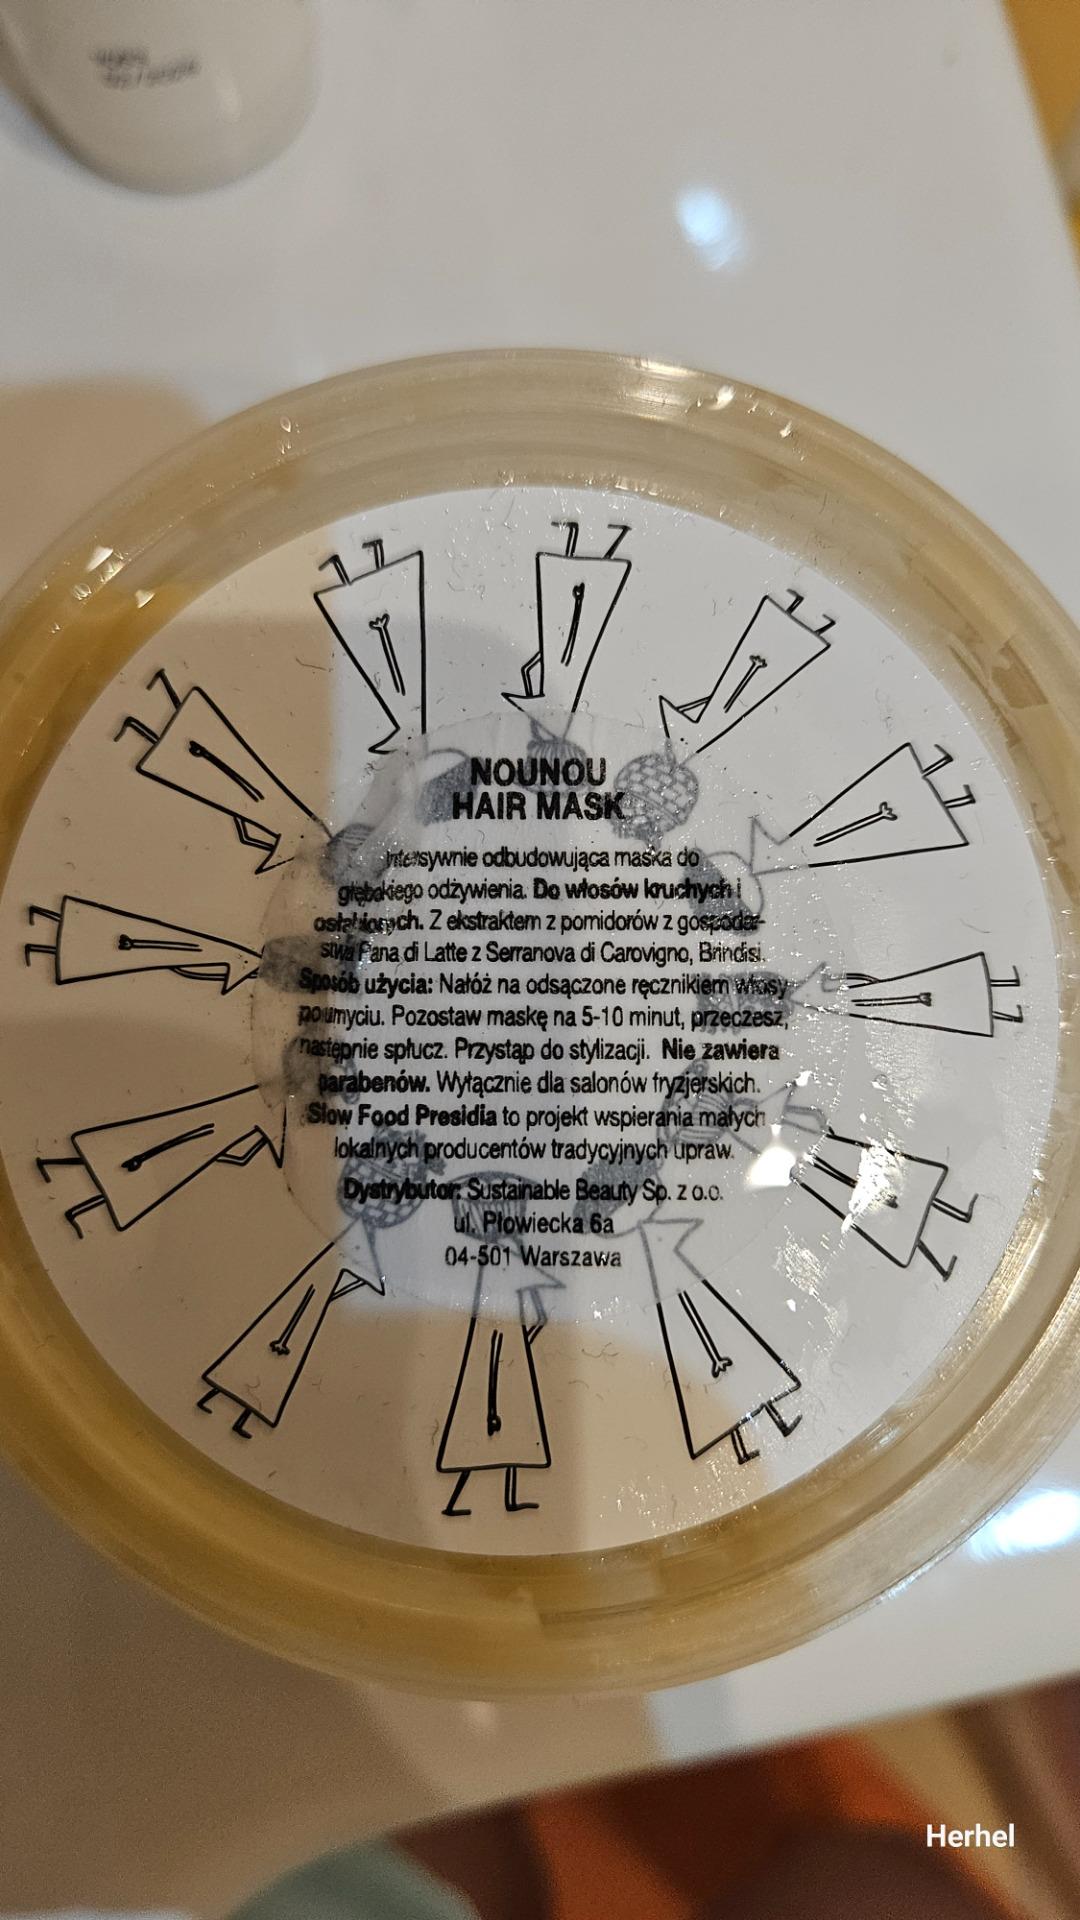 NOUNOU
HAIR MASK
Intensywnie odbudowująca maska do
głębokiego odżywienia. Do włosów kruchych i
osłabionych. Z ekstraktem z pomidorów z gospodar-
stwa Pana di Latte z Serranova di Carovigno, Brindisi.
Sposób użycia: Nałóż na odsączone ręcznikiem włosy
po umyciu. Pozostaw maskę na 5-10 minut, przeczesz,
następnie spłucz. Przystąp do stylizacji. Nie zawiera
parabenów. Wyłącznie dla salonów fryzjerskich.
Slow Food Presidia to projekt wspierania małych
lokalnych producentów tradycyjnych upraw.
Dystrybutor: Sustainable Beauty Sp. z o.o.
ul. Płowiecka 6a
04-501 Warszawa
Herhel